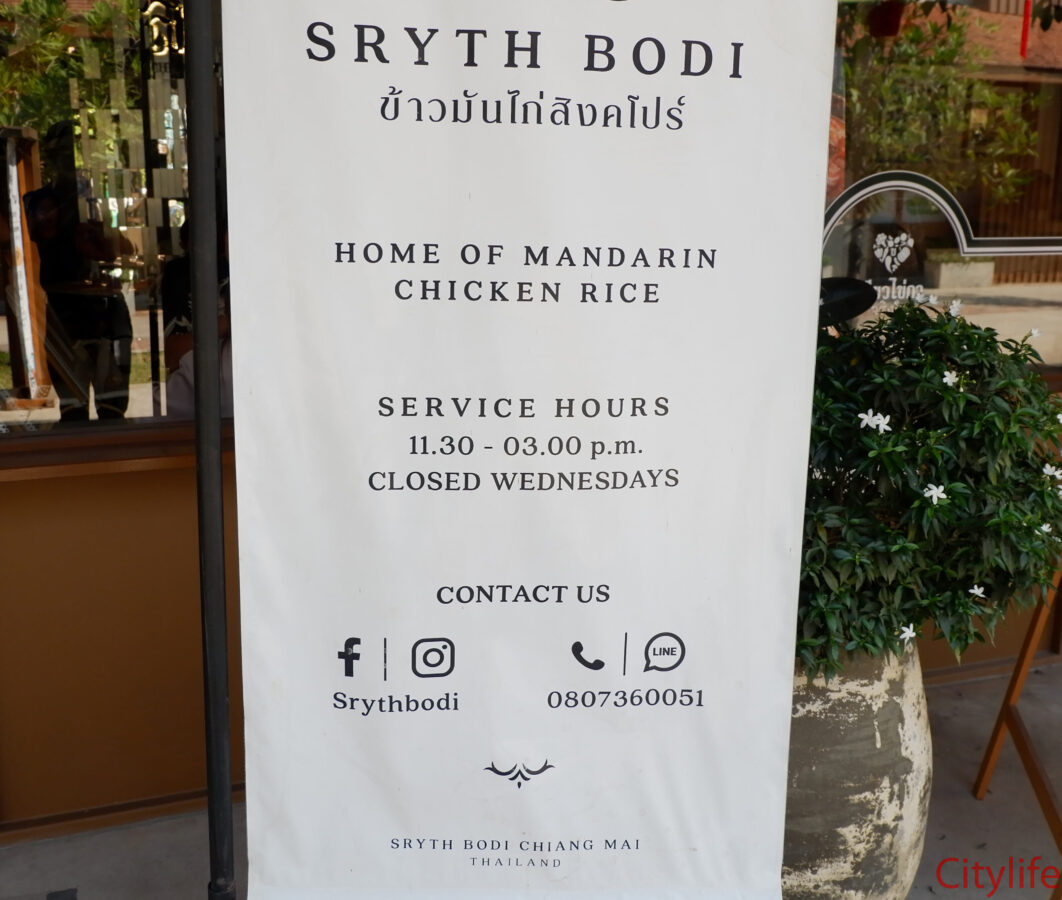 SRYTH BODI
ข้าวมันไก่สิงคโปร์
HOME OF MANDARIN
CHICKEN RICE
SERVICE HOURS
11.30 - 03.00 p.m.
CLOSED WEDNESDAYS
CONTACT US
LINE
Srythbodi
0807360051
SRYTH BODI CHIANG MAI
THAILAND
Citylife